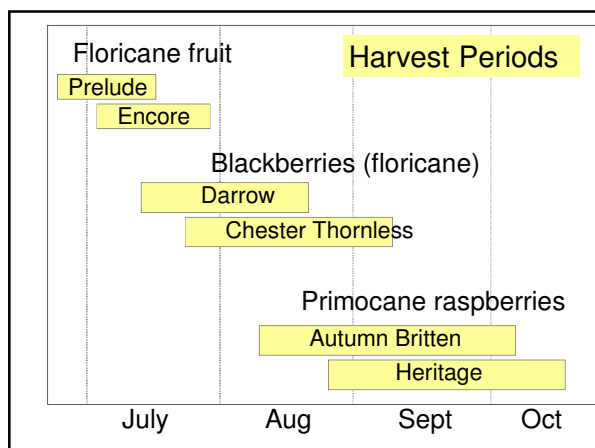 Floricane fruit
Harvest Periods
Prelude
Encore
Blackberries (floricane)
Darrow
Chester Thornless
Primocane raspberries
Autumn Britten
Heritage
July Aug Sept Oct